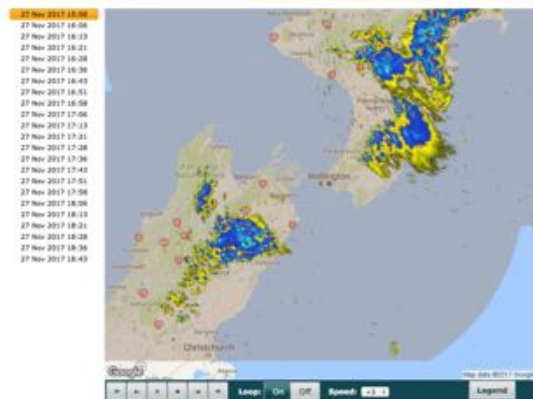 27 Nov 2017 15:58
27 Nov 2017 16:06
27 Nov 2017 16:13
27 Nov 2017 16:21
27 Nov 2017 16:28
27 Nov 2017 16:36
27 Nov 2017 16:43
27 Nov 2017 16:51
27 Nov 2017 16:58
27 Nov 2017 17:06
27 Nov 2017 17:13
27 Nov 2017 17:21
27 Nov 2017 17:28
27 Nov 2017 17:36
27 Nov 2017 17:43
27 Nov 2017 17:51
27 Nov 2017 17:58
27 Nov 2017 18:06
27 Nov 2017 18:13
27 Nov 2017 18:21
27 Nov 2017 18:28
27 Nov 2017 18:36
27 Nov 2017 18:43
Wellington
Christchurch
Google
Map data ©2017 Google
Loop: On Off Speed: +3 Legend